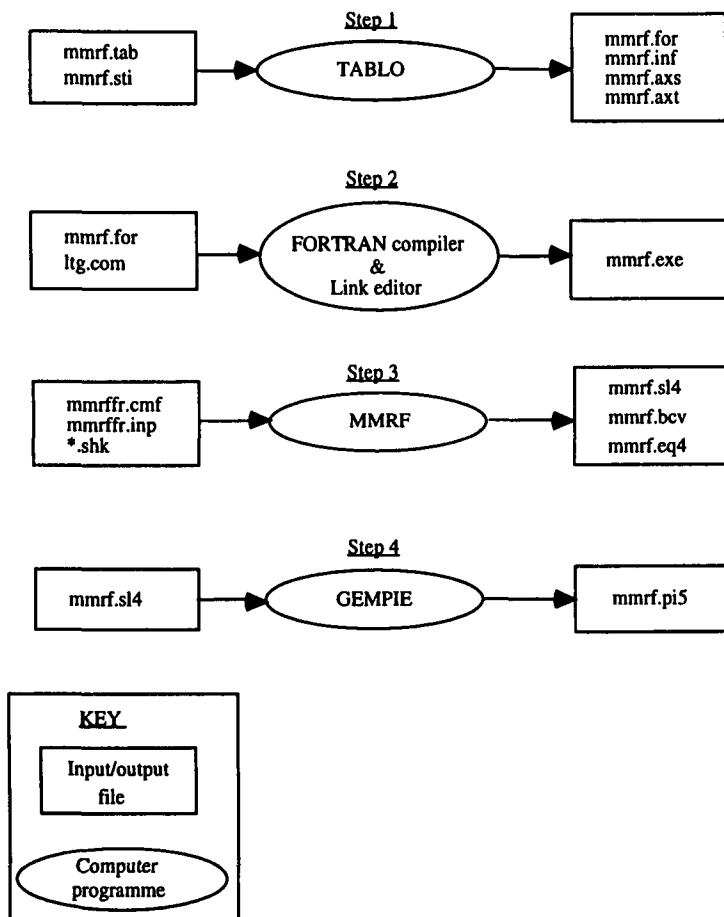 Step 1
mmrf.tab
mmrf.sti
TABLO
mmrf.for
mmrf.inf
mmrf.axs
mmrf.axt
Step 2
mmrf.for
ltg.com
FORTRAN compiler
&
Link editor
mmrf.exe
Step 3
mmrffr.cmf
mmrffr.inp
*.shk
MMRF
mmrf.sl4
mmrf.bcv
mmrf.eq4
Step 4
mmrf.sl4
GEMPIE
mmrf.pi5
KEY
Input/output
file
Computer
programme